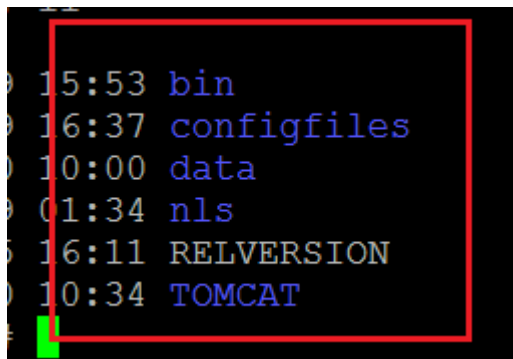 15:53 bin
16:37 configfiles
10:00 data
01:34 nls
16:11 RELVERSION
10:34 TOMCAT